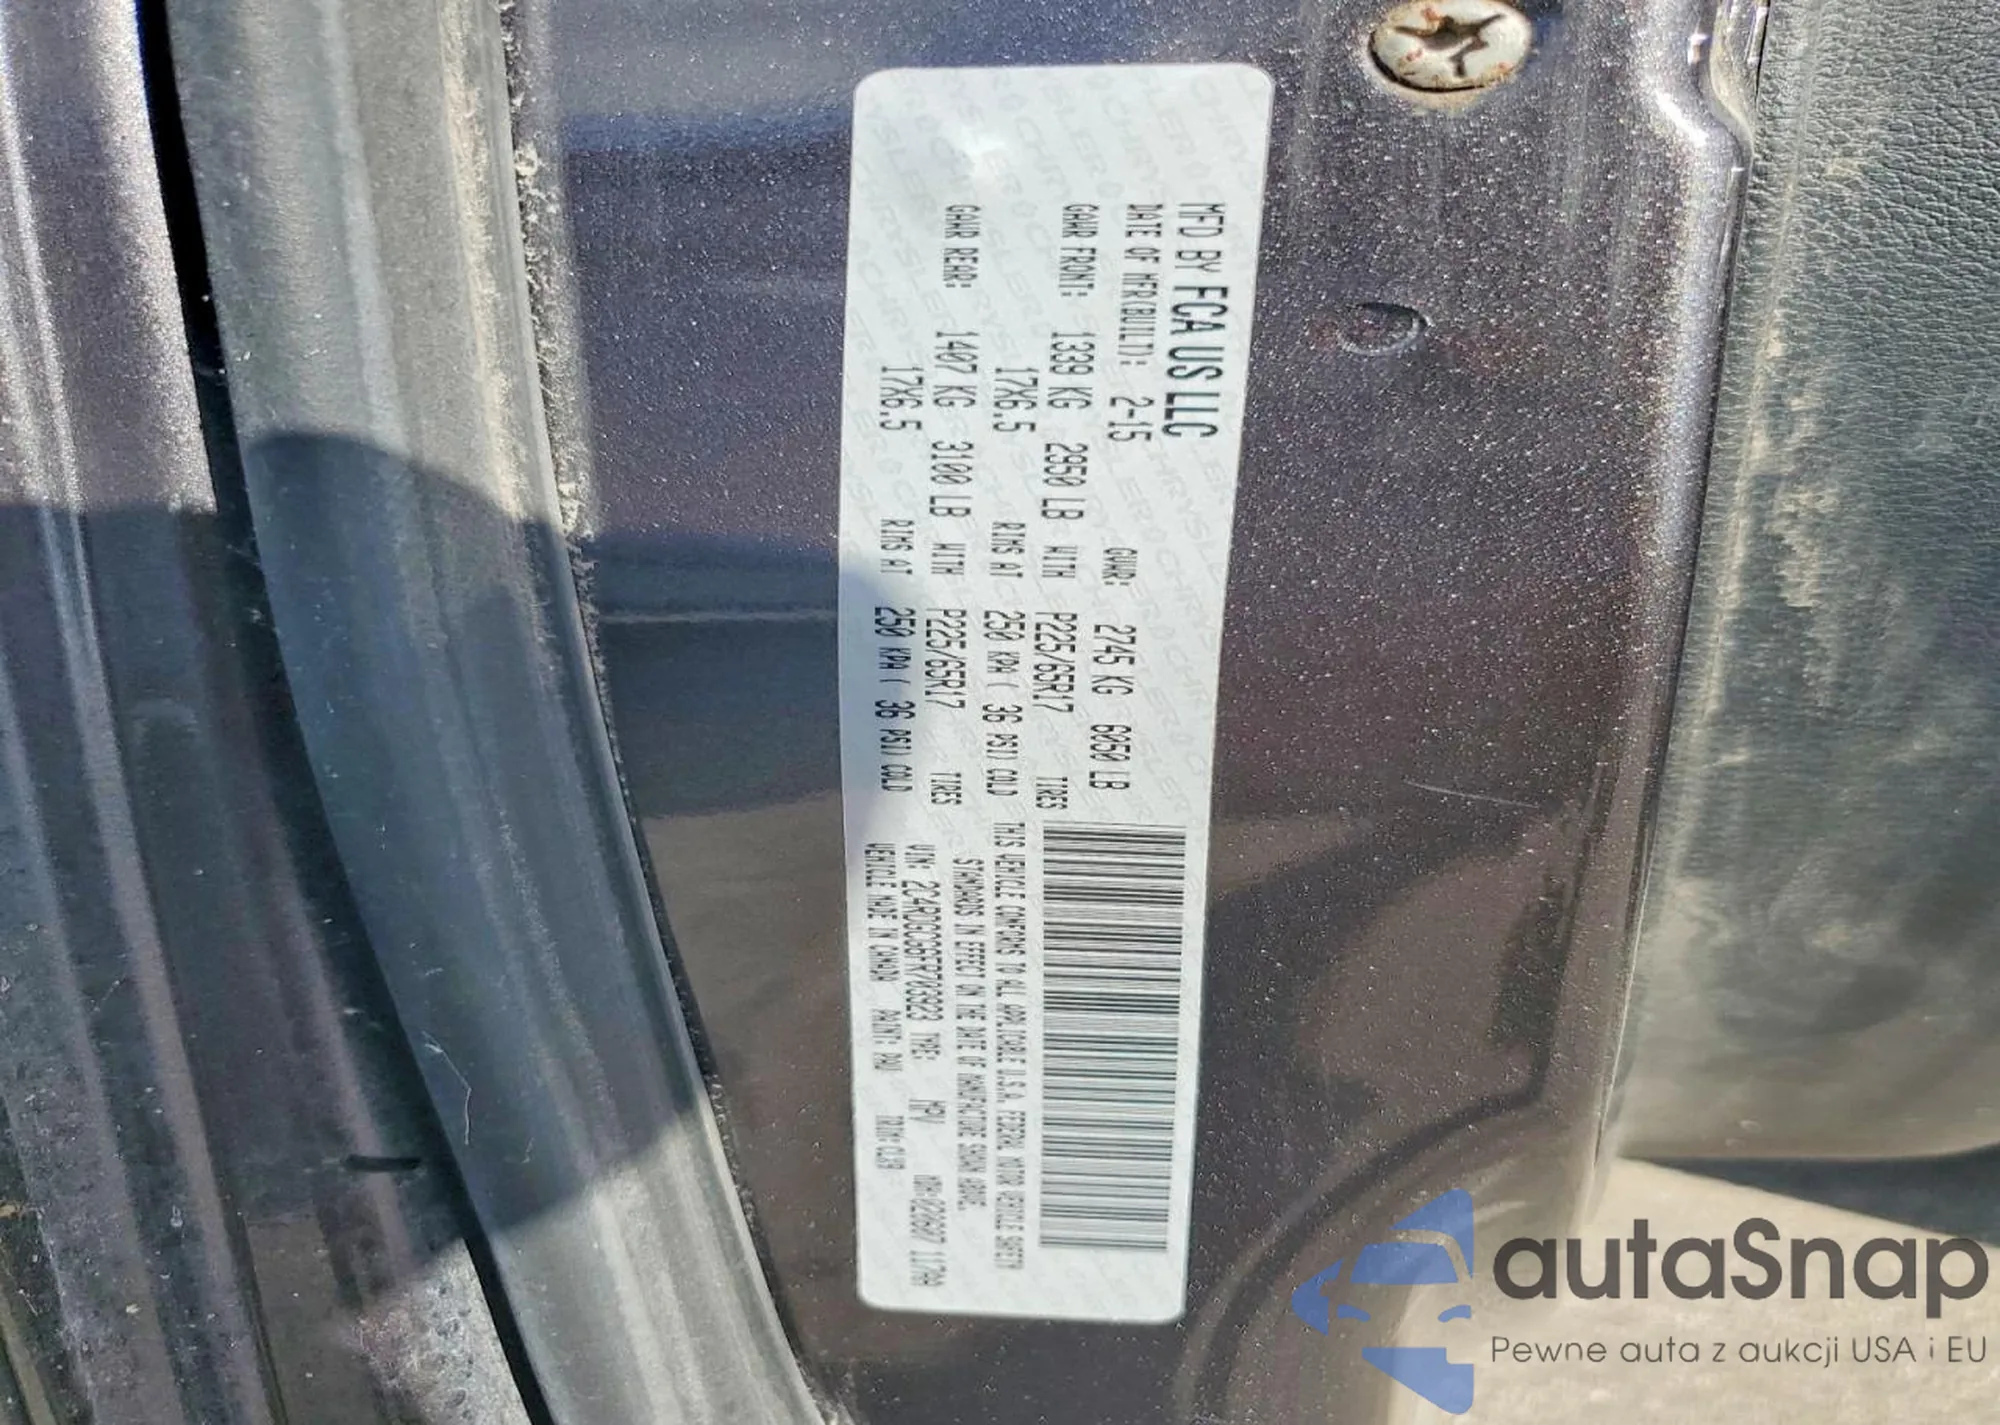 MFD BY FCA US LLC
DATE OF MFR(BUILT): 2-15 GVWR: 2745 KG 6050 LB
GAWR FRONT: 1339 KG 2950 LB WITH P225/65R17 TIRES
17X6.5 RIMS AT 250 KPA( 36 PSI) COLD
GAWR REAR: 1407 KG 3100 LB WITH P225/65R17 TIRES
17X6.5 RIMS AT 250 KPA( 36 PSI) COLD
THIS VEHICLE CONFORMS TO ALL APPLICABLE U.S.A. FEDERAL MOTOR VEHICLE SAFETY
STANDARDS IN EFFECT ON THE DATE OF MANUFACTURE SHOWN ABOVE.
VIN: 2C4RDGCG6FR703923 TYPE: MPV
VEHICLE MADE IN CANADA PAINT: PAU TRIM:
autaSnap
Pewne auta z aukcji USA i EU